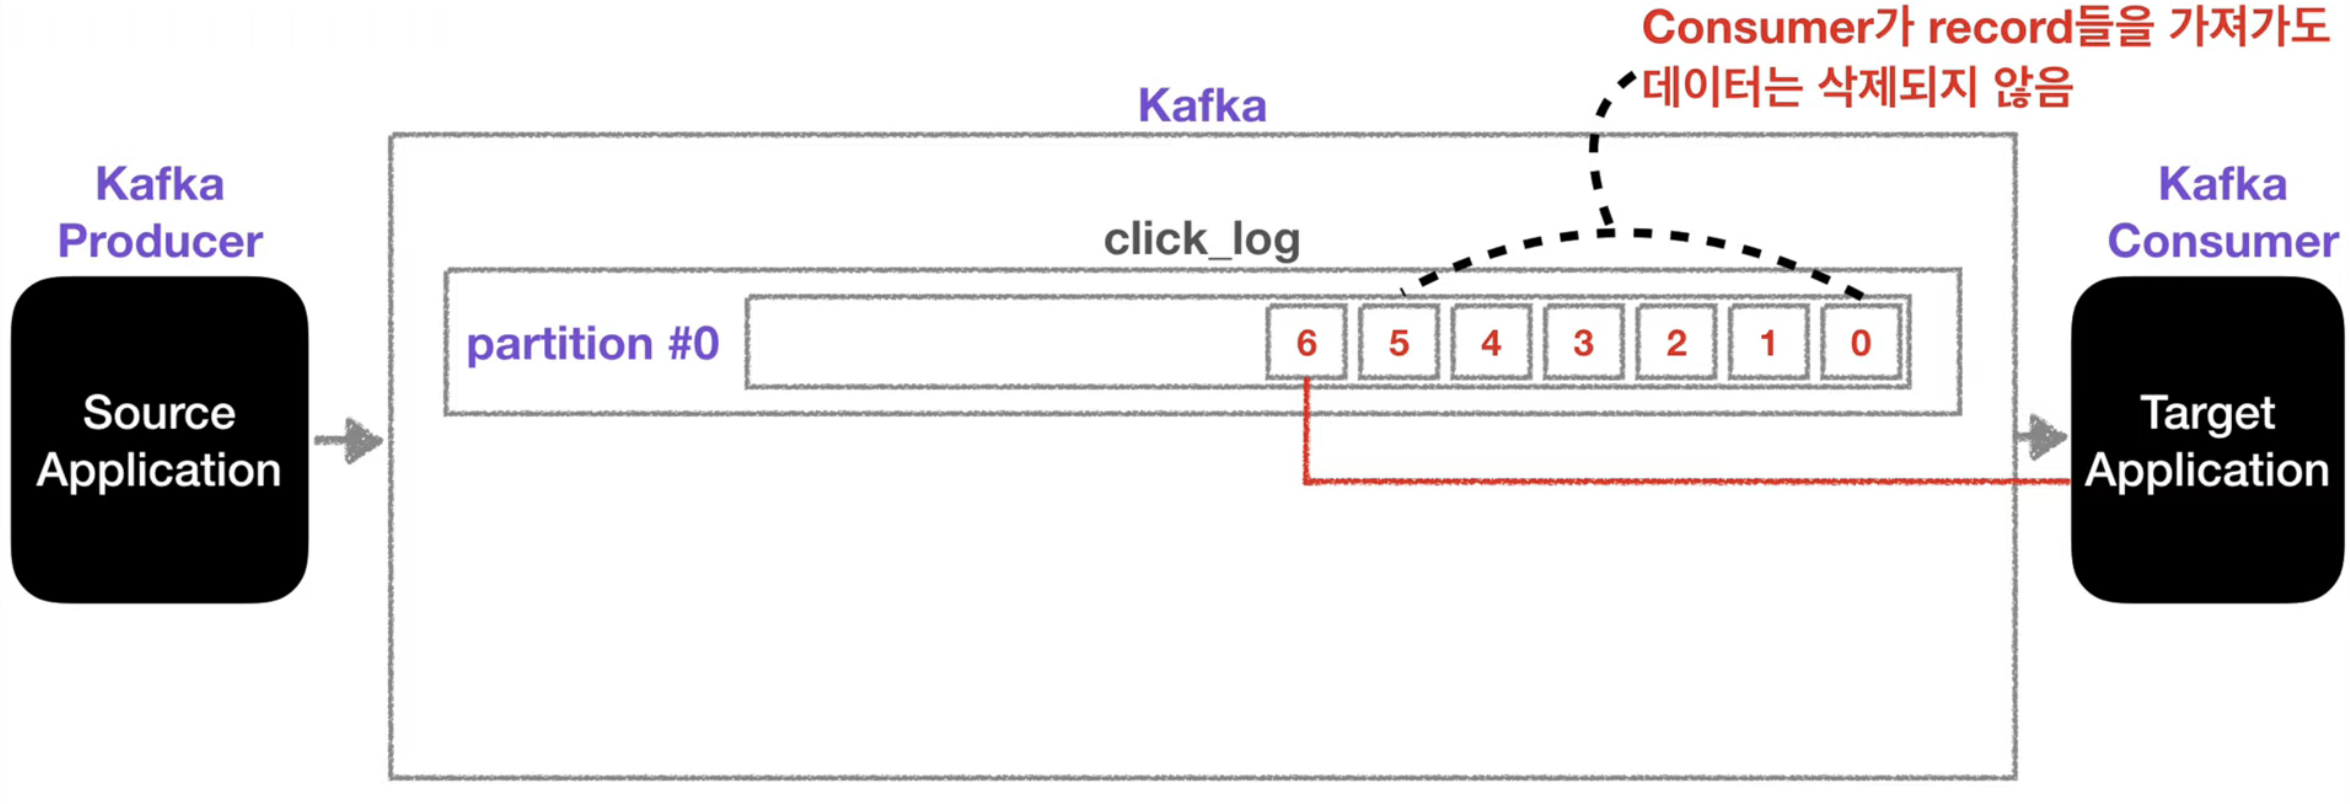 Consumer가 record들을 가져가도
데이터는 삭제되지 않음
Kafka
Kafka
Producer
Kafka
Consumer
click_log
partition #0
6 5 4 3 2 1 0
Source
Application
Target
Application